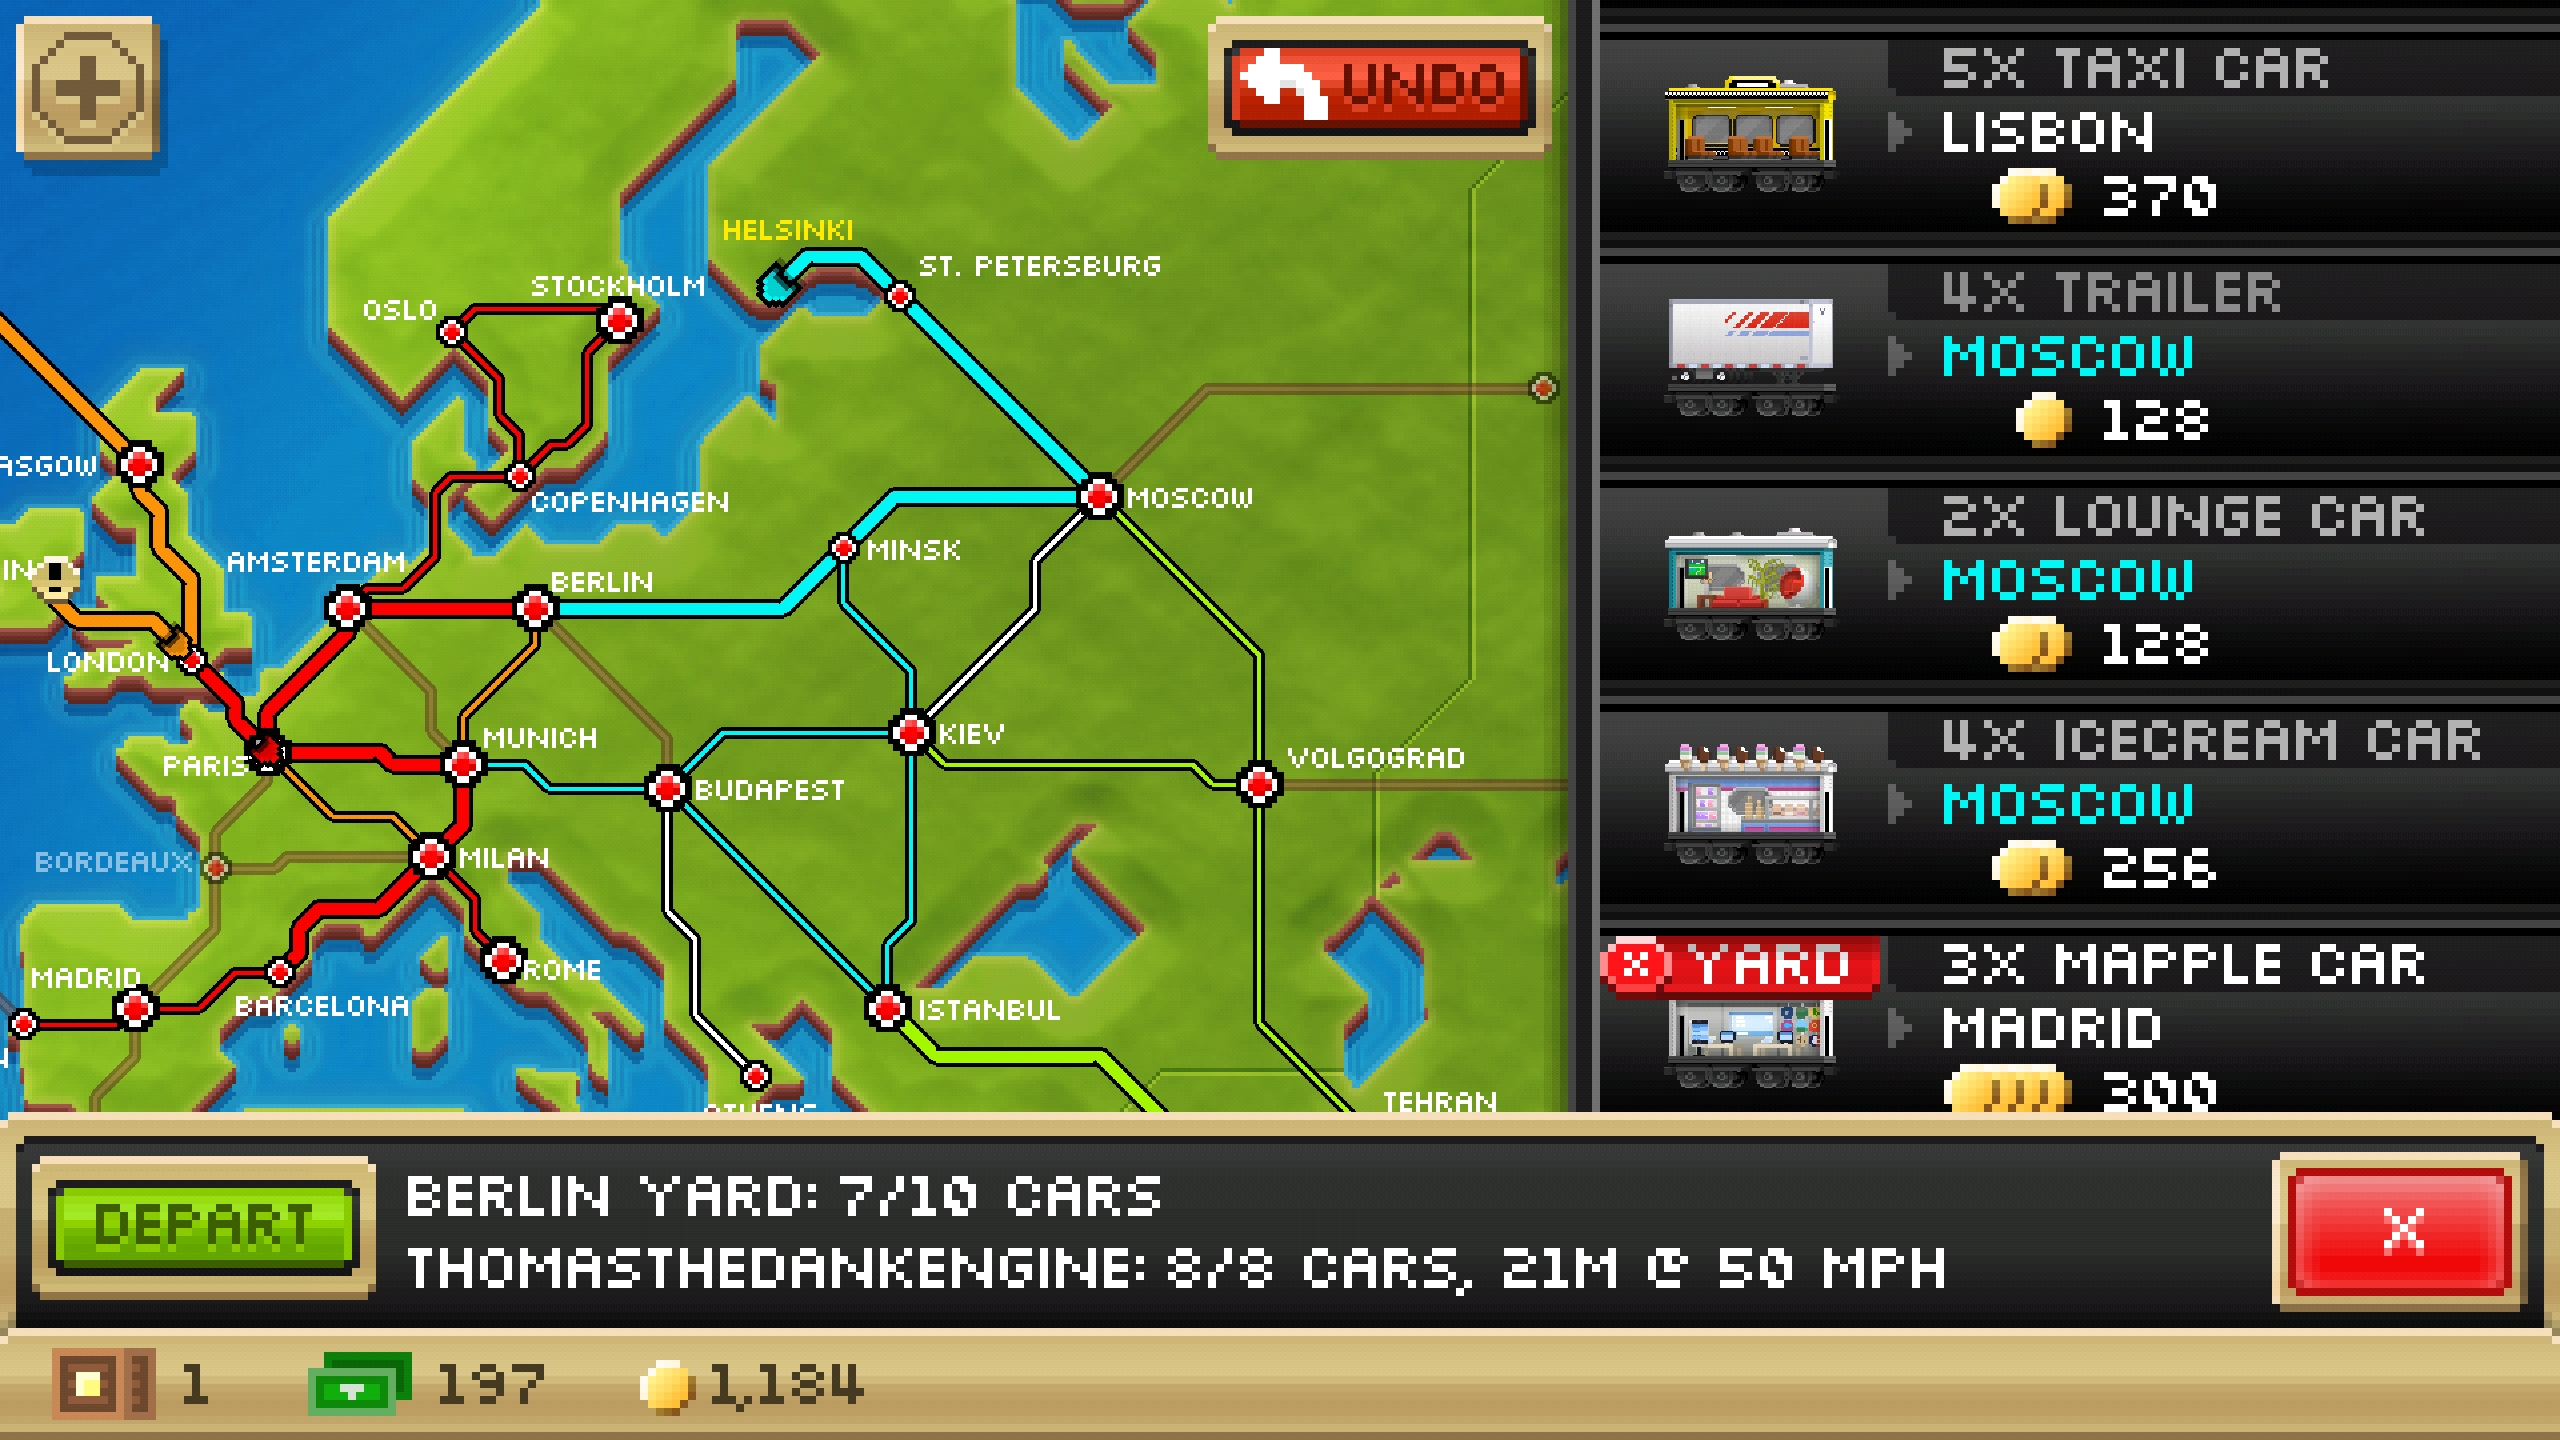 UNDO
HELSINKI
ST. PETERSBURG
STOCKHOLM
OSLO
ASGOW
MOSCOW
COPENHAGEN
AMSTERDAM
MINSK
BERLIN
LONDON
MUNICH
KIEV
PARIS
VOLGOGRAD
BUDAPEST
BORDEAUX
MILAN
ROME
MADRID
BARCELONA
ISTANBUL
TEHRAN
ATHENS
5X TAXI CAR
LISBON
370
4X TRAILER
MOSCOW
128
2X LOUNGE CAR
MOSCOW
128
4X ICECREAM CAR
MOSCOW
256
YARD
3X MAPPLE CAR
MADRID
300
DEPART
BERLIN YARD: 7/10 CARS
THOMASTHEDANKENGINE: 8/8 CARS, 21M @ 50 MPH
X
1
197
1,184